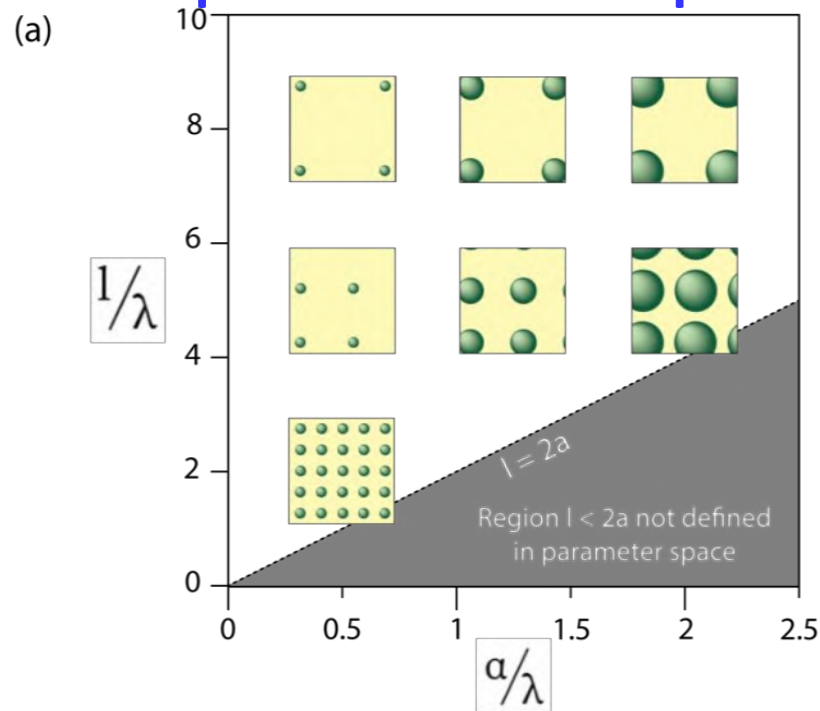 (a)
10
8
6
l/λ
4
2
l = 2a
Region l < 2a not defined
in parameter space
0
0 0.5 1 1.5 2 2.5
α/λ